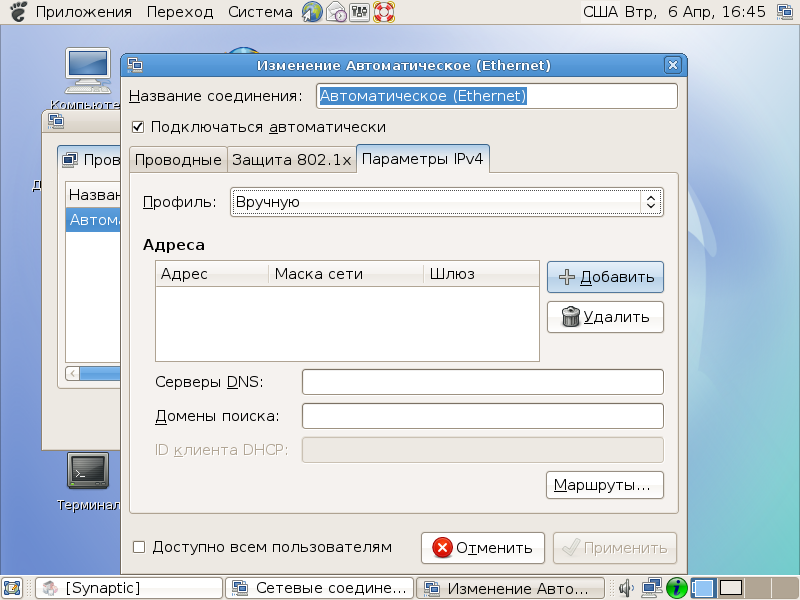 Приложения Переход Система США Втр, 6 Апр, 16:45
Компьюте
Изменение Автоматическое (Ethernet)
Название соединения: Автоматическое (Ethernet)
Подключаться автоматически
Пров
Проводные Защита 802.1x Параметры IPv4
Назван
Автом
Профиль: Вручную
Адреса
Адрес Маска сети Шлюз
Добавить
Удалить
Серверы DNS:
Домены поиска:
ID клиента DHCP:
Маршруты...
Терминал
Доступно всем пользователям Отменить Применить
[Synaptic] Сетевые соедине... Изменение Авто...